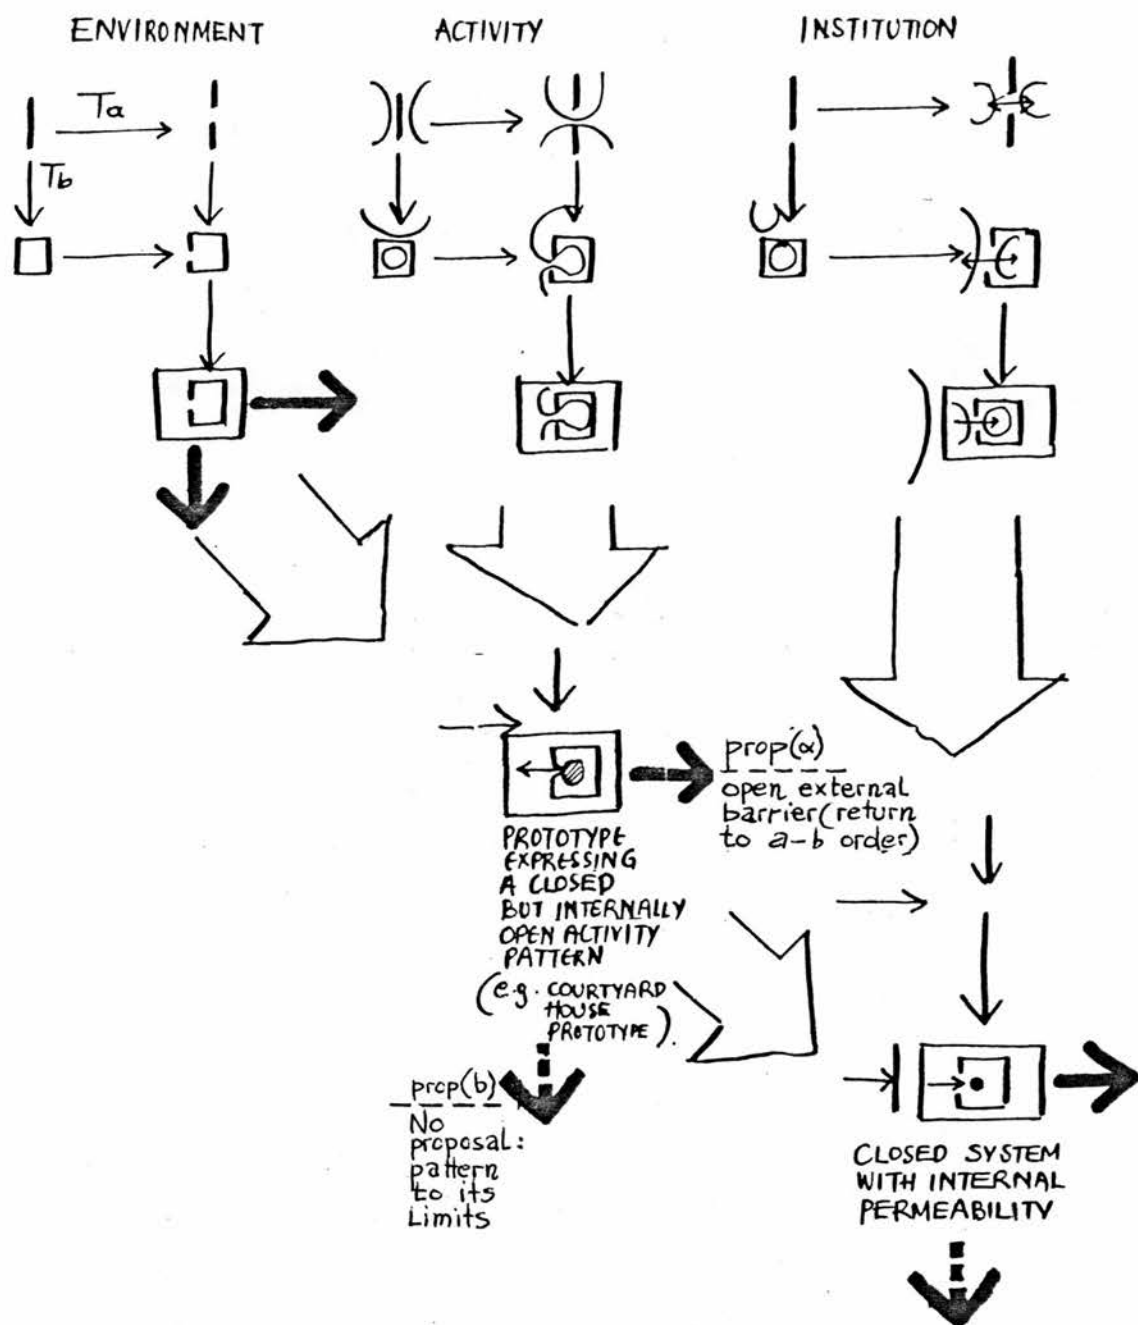 ENVIRONMENT
ACTIVITY
INSTITUTION
Ta
Tb
prop(α)
open external
barrier(return
to a-b order)
PROTOTYPE
EXPRESSING
A CLOSED
BUT INTERNALLY
OPEN ACTIVITY
PATTERN
(e.g. COURTYARD
HOUSE
PROTOTYPE).
prop(b)
No
proposal:
pattern
to its
Limits
CLOSED SYSTEM
WITH INTERNAL
PERMEABILITY